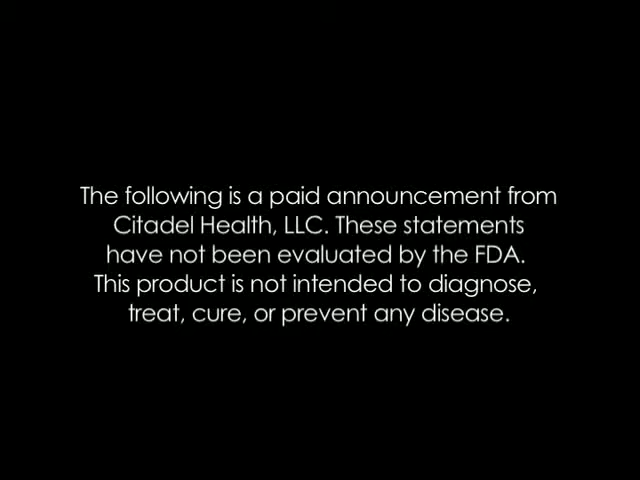 The following is a paid announcement from
Citadel Health, LLC. These statements
have not been evaluated by the FDA.
This product is not intended to diagnose,
treat, cure, or prevent any disease.